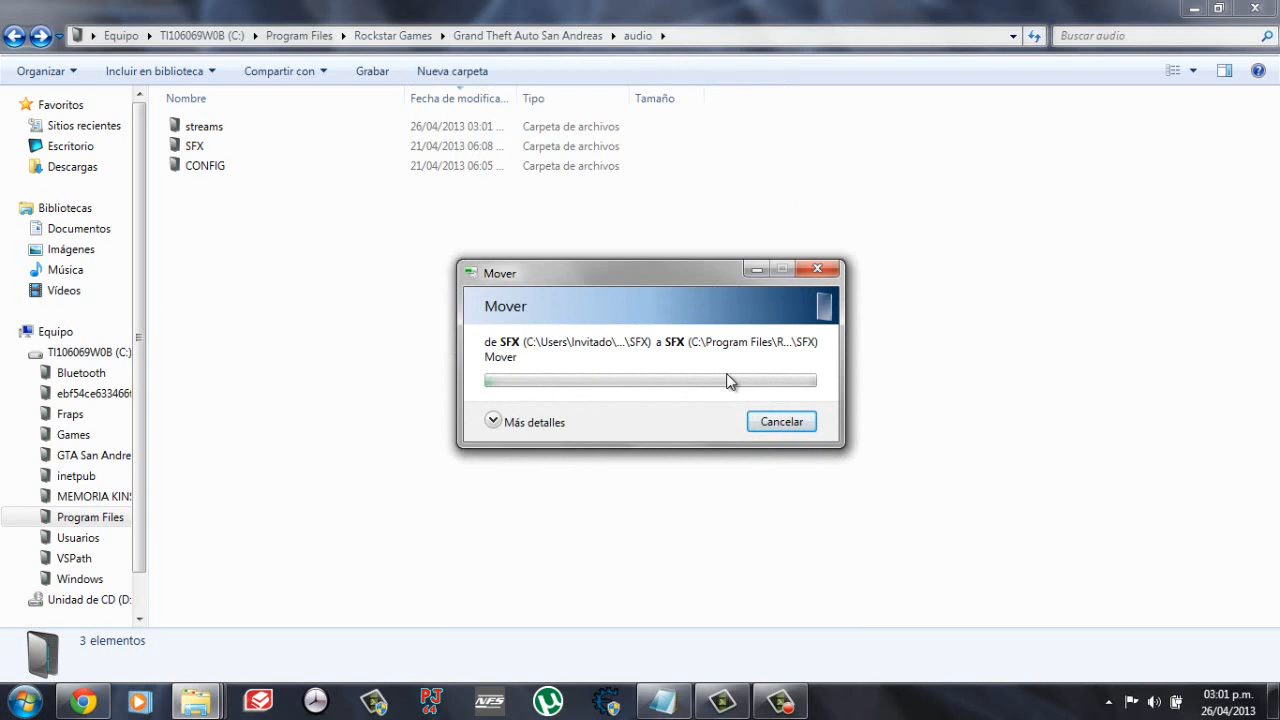 Equipo ▸ TI106069W0B (C:) ▸ Program Files ▸ Rockstar Games ▸ Grand Theft Auto San Andreas ▸ audio ▸
Buscar audio
Organizar Incluir en biblioteca Compartir con Grabar Nueva carpeta
Nombre Fecha de modifica... Tipo Tamaño
streams 26/04/2013 03:01 ... Carpeta de archivos
SFX 21/04/2013 06:08 ... Carpeta de archivos
CONFIG 21/04/2013 06:05 ... Carpeta de archivos
Favoritos
Sitios recientes
Escritorio
Descargas
Bibliotecas
Documentos
Imágenes
Música
Vídeos
Equipo
TI106069W0B (C:)
Bluetooth
ebf54ce633466f
Fraps
Games
GTA San Andre
inetpub
MEMORIA KINS
Program Files
Usuarios
VSPath
Windows
Unidad de CD (D:
Mover
Mover
de SFX (C:\Users\Invitado\...\SFX) a SFX (C:\Program Files\R...\SFX)
Mover
Más detalles
Cancelar
3 elementos
PJ
64
NFS
03:01 p.m.
26/04/2013